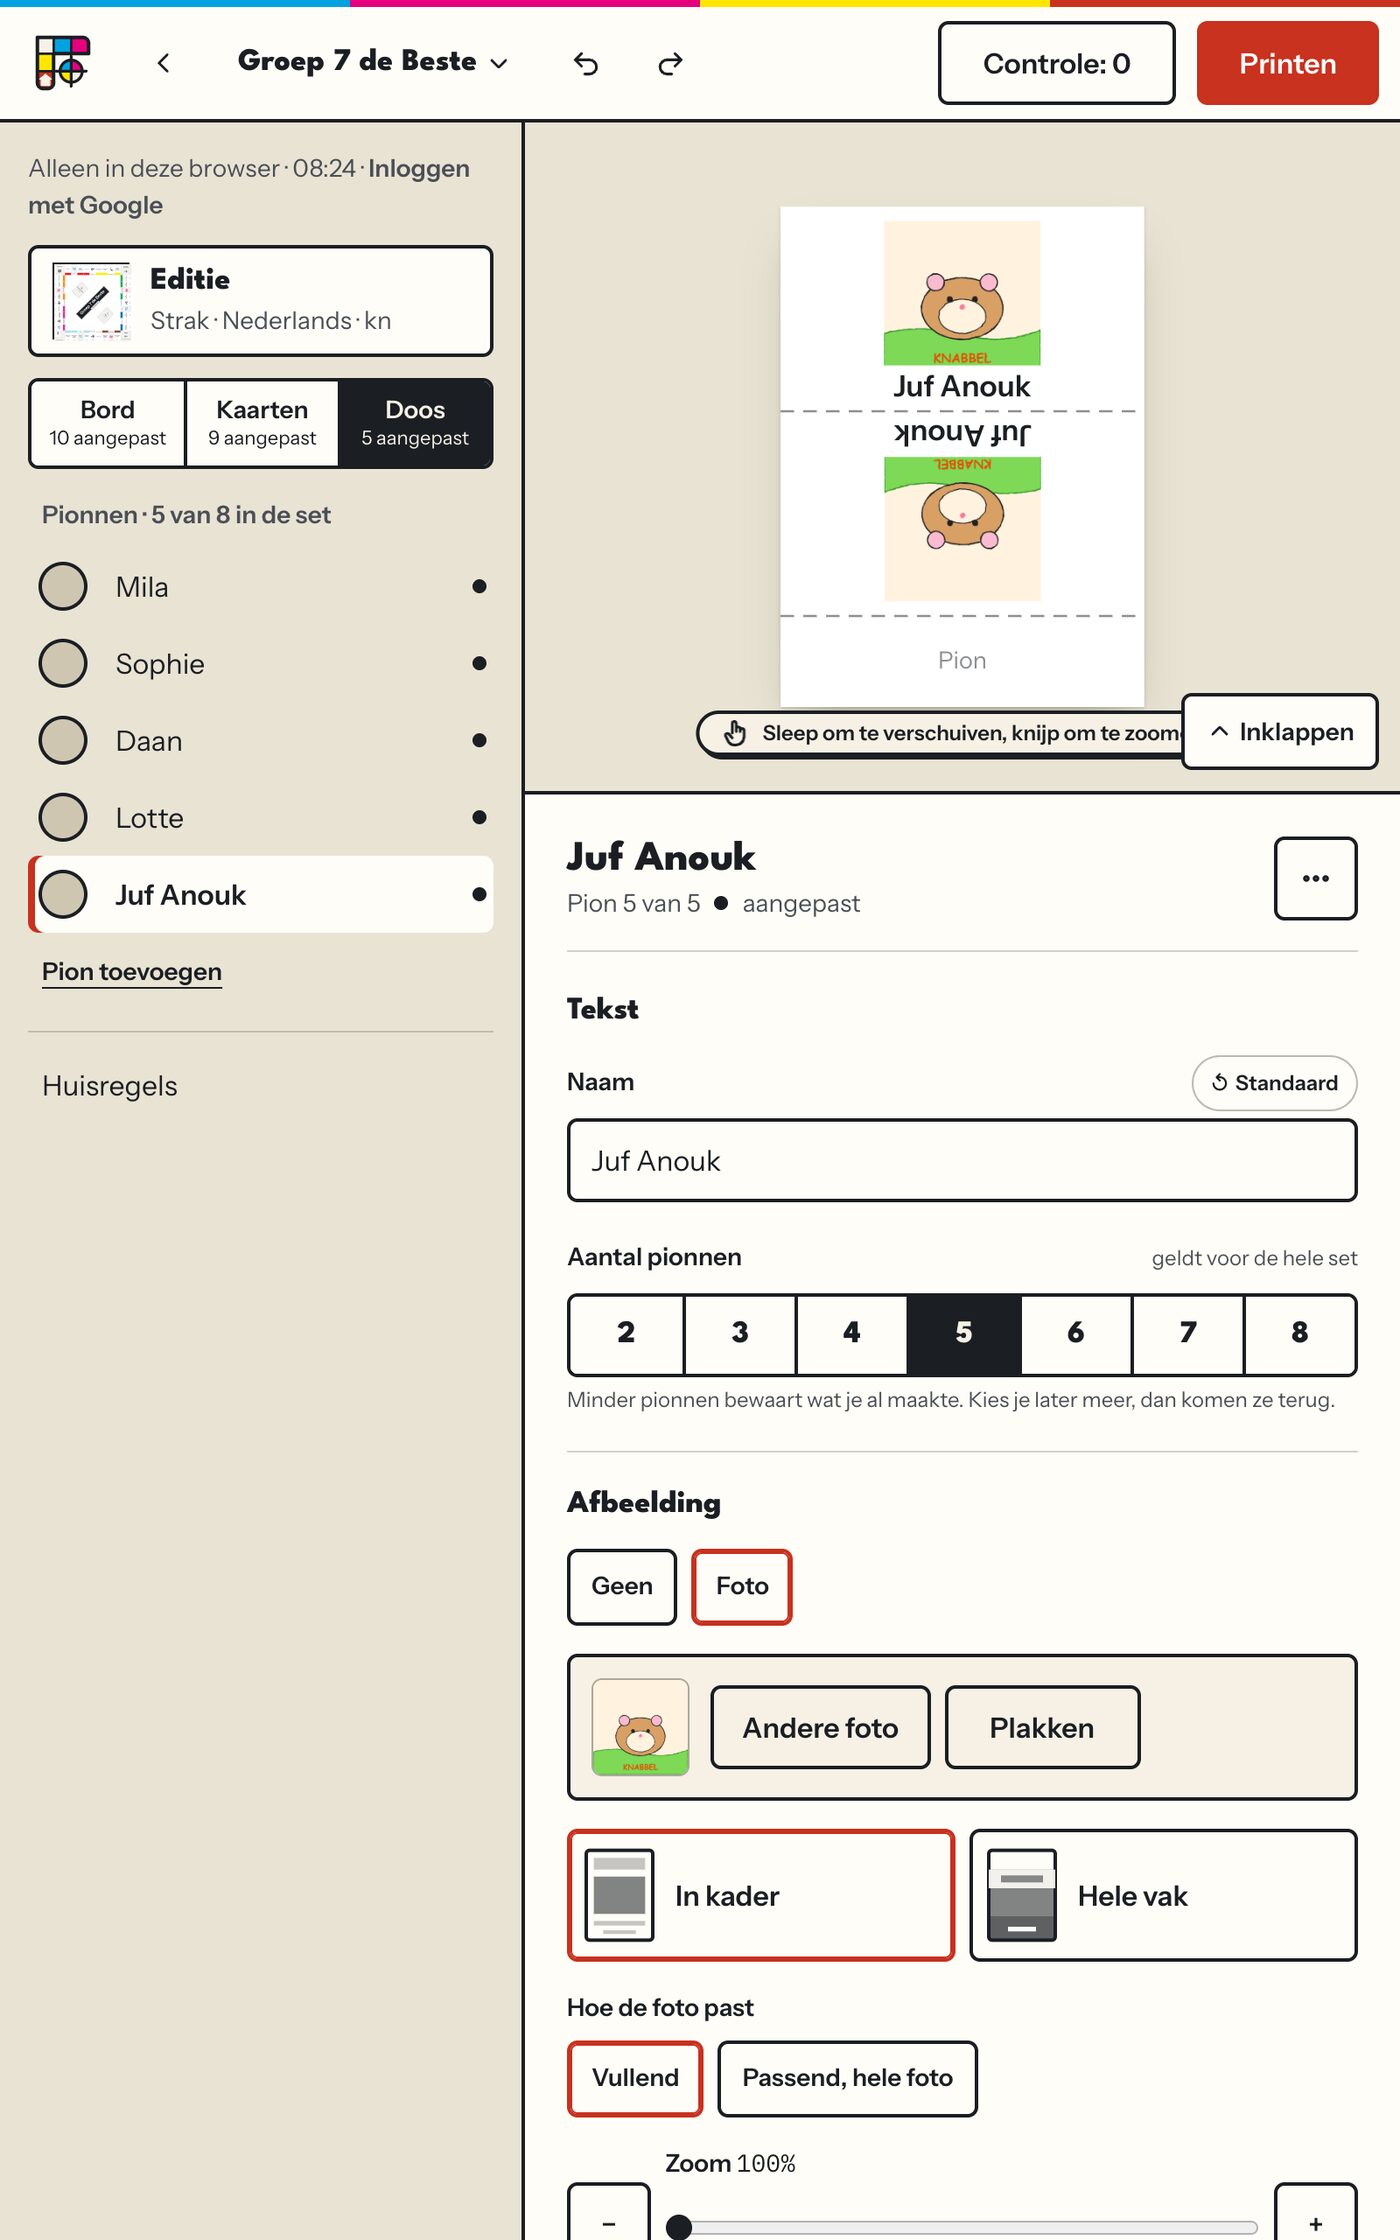 Groep 7 de Beste
Controle: 0
Printen
Alleen in deze browser · 08:24 · Inloggen
met Google
Editie
Strak · Nederlands · kn
Bord
10 aangepast
Kaarten
9 aangepast
Doos
5 aangepast
Pionnen · 5 van 8 in de set
Mila
Sophie
Daan
Lotte
Juf Anouk
Pion toevoegen
Huisregels
KNABBEL
Juf Anouk
Juf Anouk
KNABBEL
Pion
Sleep om te verschuiven, knijp om te zoom
Inklappen
Juf Anouk
Pion 5 van 5 ● aangepast
Tekst
Naam
Standaard
Juf Anouk
Aantal pionnen
geldt voor de hele set
2 3 4 5 6 7 8
Minder pionnen bewaart wat je al maakte. Kies je later meer, dan komen ze terug.
Afbeelding
Geen
Foto
KNABBEL
Andere foto
Plakken
In kader
Hele vak
Hoe de foto past
Vullend
Passend, hele foto
Zoom 100%
−
+